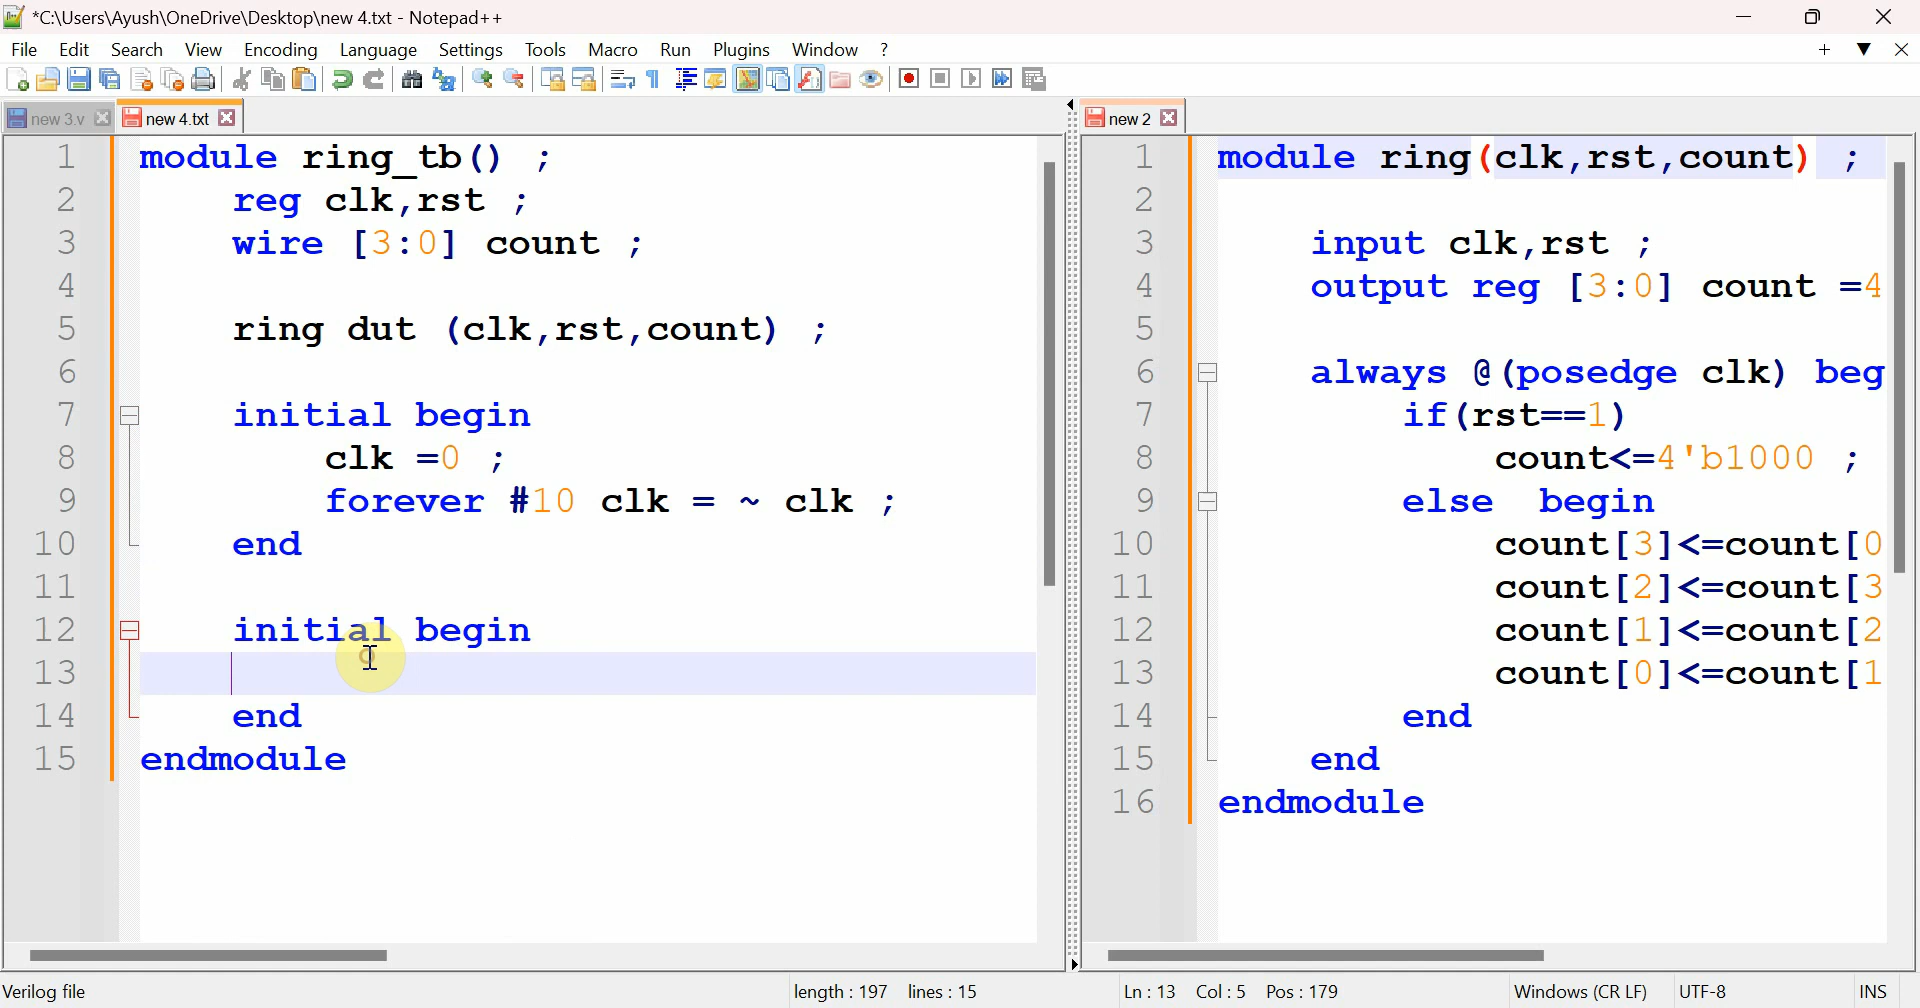 *C:\Users\Ayush\OneDrive\Desktop\new 4.txt - Notepad++
File Edit Search View Encoding Language Settings Tools Macro Run Plugins Window ?
new 3.v
new 4.txt
1 module ring_tb() ;
2 reg clk,rst ;
3 wire [3:0] count ;
4
5 ring dut (clk,rst,count) ;
6
7 initial begin
8 clk =0 ;
9 forever #10 clk = ~ clk ;
10 end
11
12 initial begin
13
14 end
15 endmodule
new 2
1 module ring(clk,rst,count) ;
2
3 input clk,rst ;
4 output reg [3:0] count =4
5
6 always @(posedge clk) beg
7 if(rst==1)
8 count<=4'b1000 ;
9 else begin
10 count[3]<=count[0
11 count[2]<=count[3
12 count[1]<=count[2
13 count[0]<=count[1
14 end
15 end
16 endmodule
Verilog file length : 197 lines : 15 Ln : 13 Col : 5 Pos : 179 Windows (CR LF) UTF-8 INS